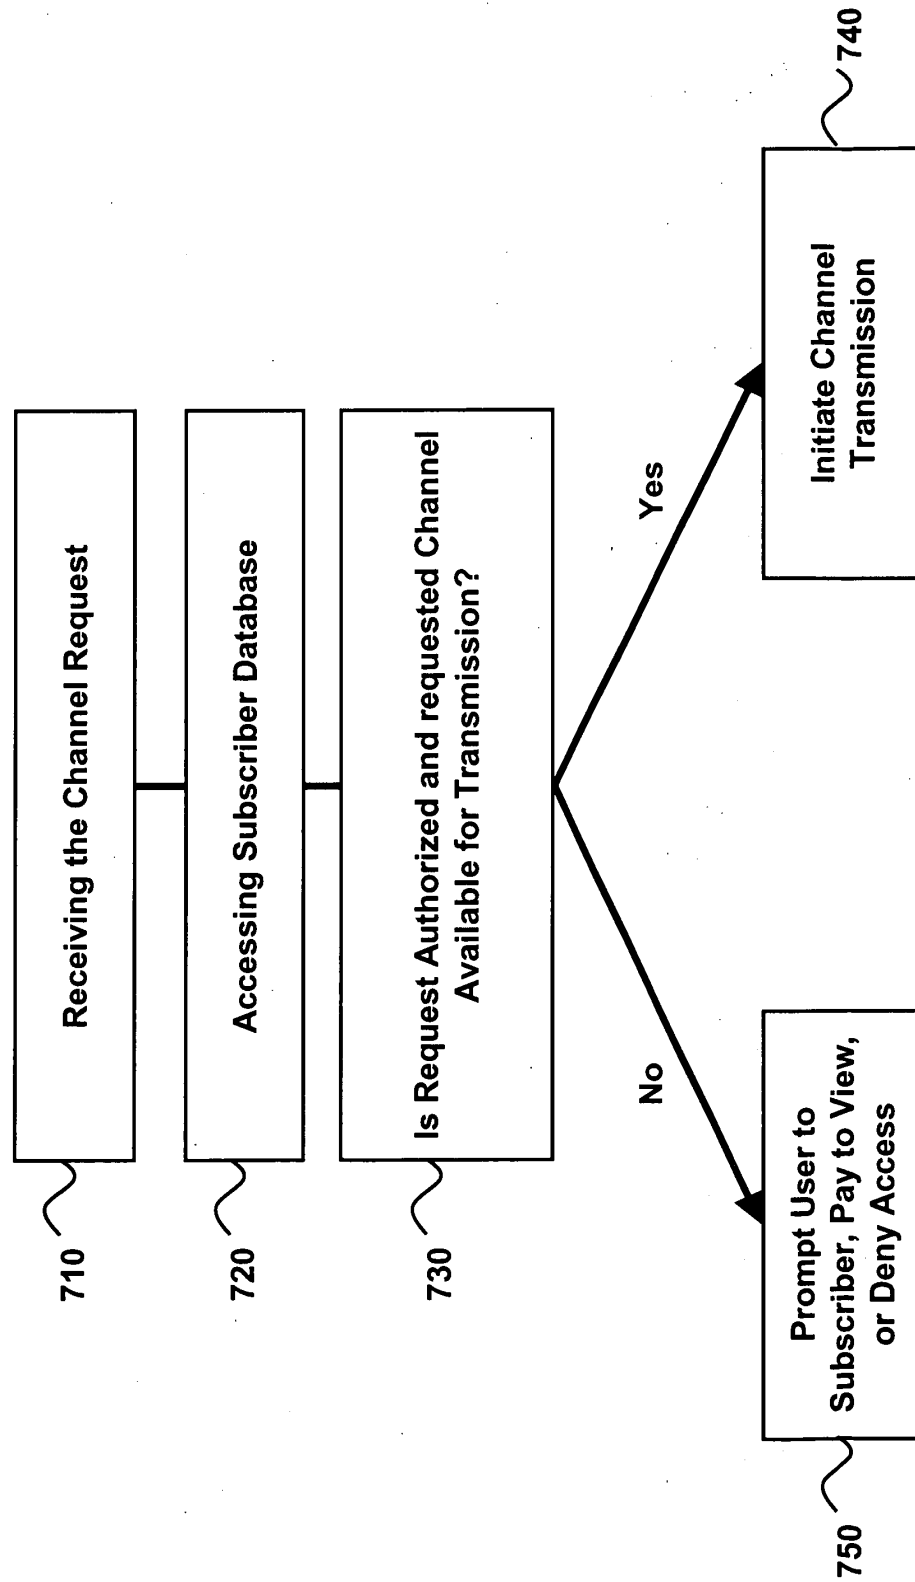 710
Receiving the Channel Request
720
Accessing Subscriber Database
730
Is Request Authorized and requested Channel
Available for Transmission?
No
Yes
750
Prompt User to
Subscriber, Pay to View,
or Deny Access
Initiate Channel
Transmission
740